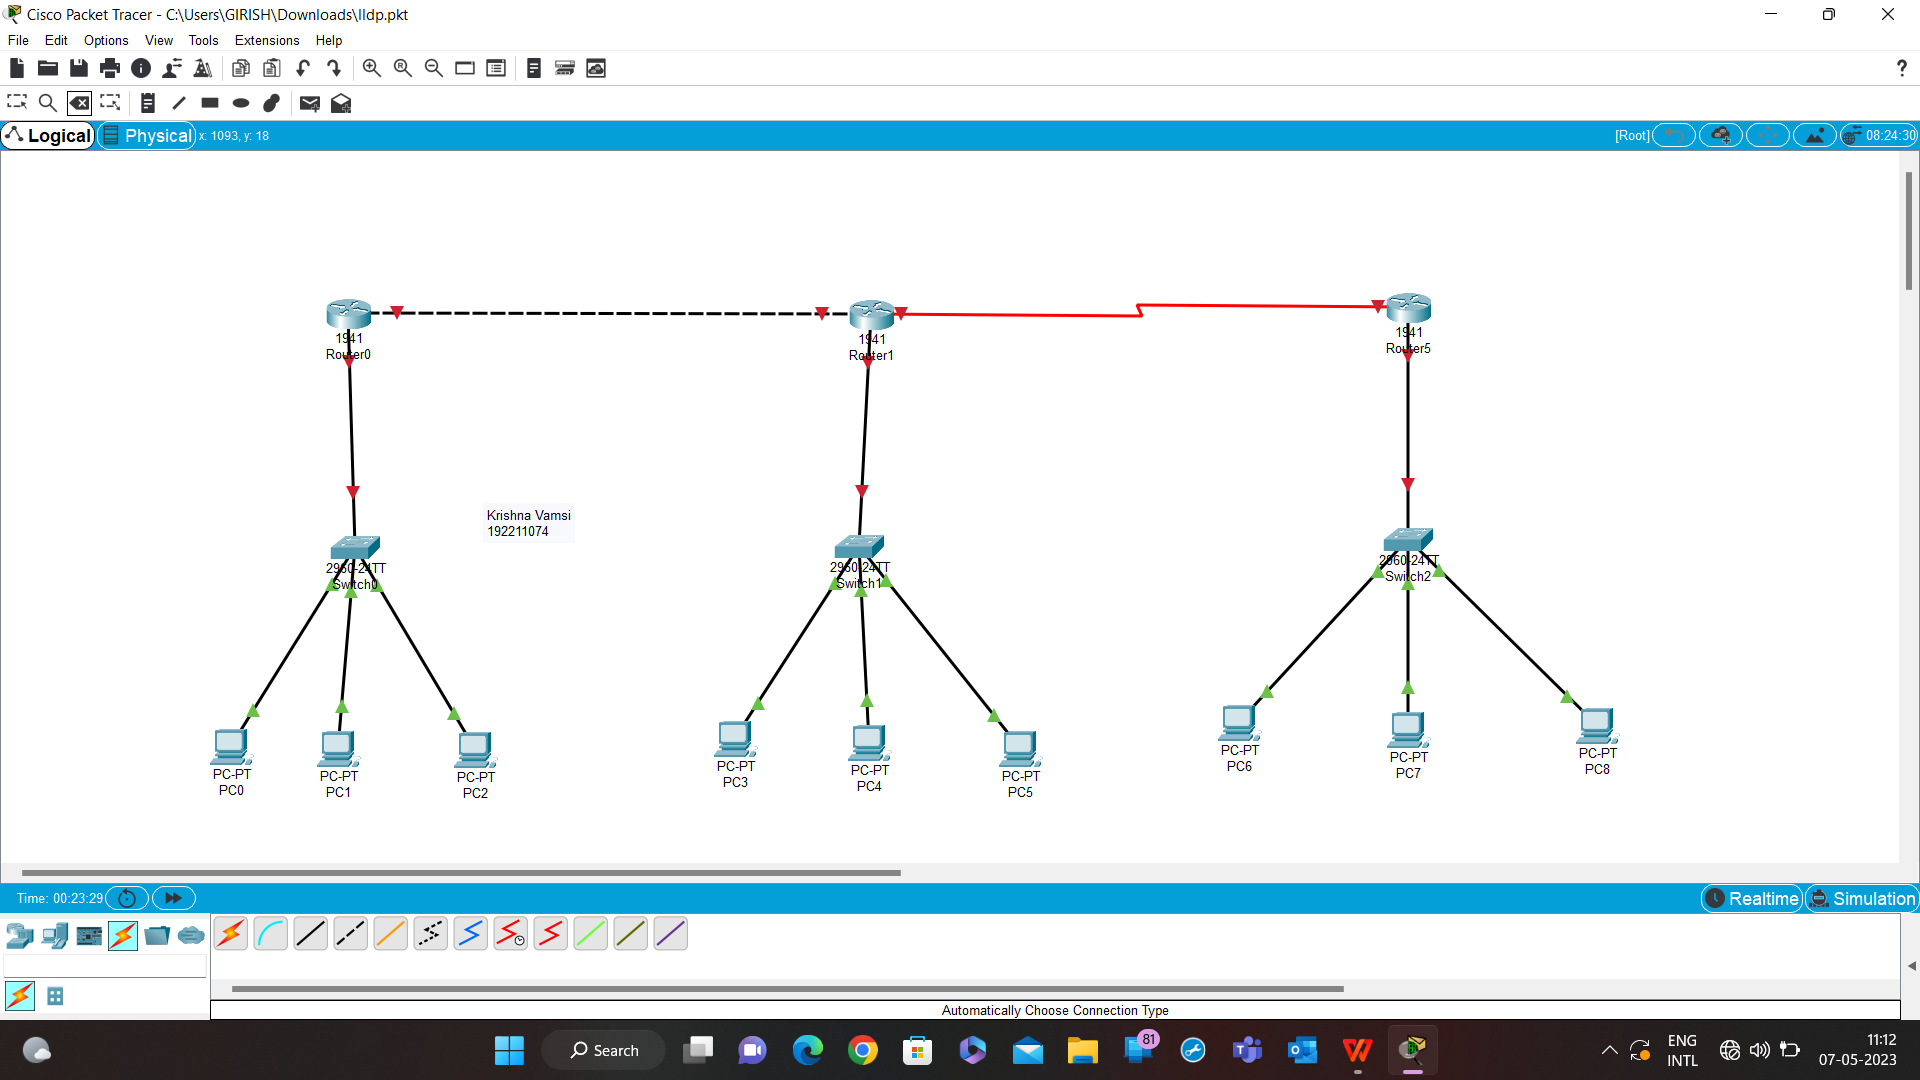 Cisco Packet Tracer - C:\Users\GIRISH\Downloads\lldp.pkt
File Edit Options View Tools Extensions Help
?
Logical Physical x: 1093, y: 18 [Root] 08:24:30
1941
Router0
1941
Router1
1941
Router5
Krishna Vamsi
192211074
2960-24TT
Switch0
2960-24TT
Switch1
2960-24TT
Switch2
PC-PT
PC0
PC-PT
PC1
PC-PT
PC2
PC-PT
PC3
PC-PT
PC4
PC-PT
PC5
PC-PT
PC6
PC-PT
PC7
PC-PT
PC8
Time: 00:23:29 Realtime Simulation
Automatically Choose Connection Type
Search
81
ENG
INTL
11:12
07-05-2023